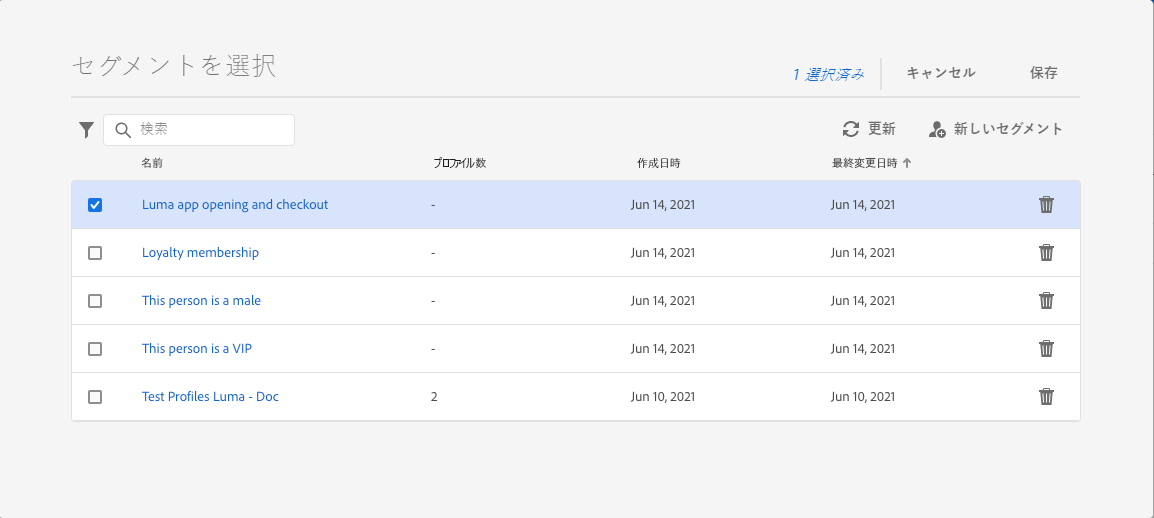 セグメントを選択
1 選択済み キャンセル 保存
検索 更新 新しいセグメント
名前 プロファイル数 作成日時 最終変更日時
Luma app opening and checkout - Jun 14, 2021 Jun 14, 2021
Loyalty membership - Jun 14, 2021 Jun 14, 2021
This person is a male - Jun 14, 2021 Jun 14, 2021
This person is a VIP - Jun 14, 2021 Jun 14, 2021
Test Profiles Luma - Doc 2 Jun 10, 2021 Jun 10, 2021